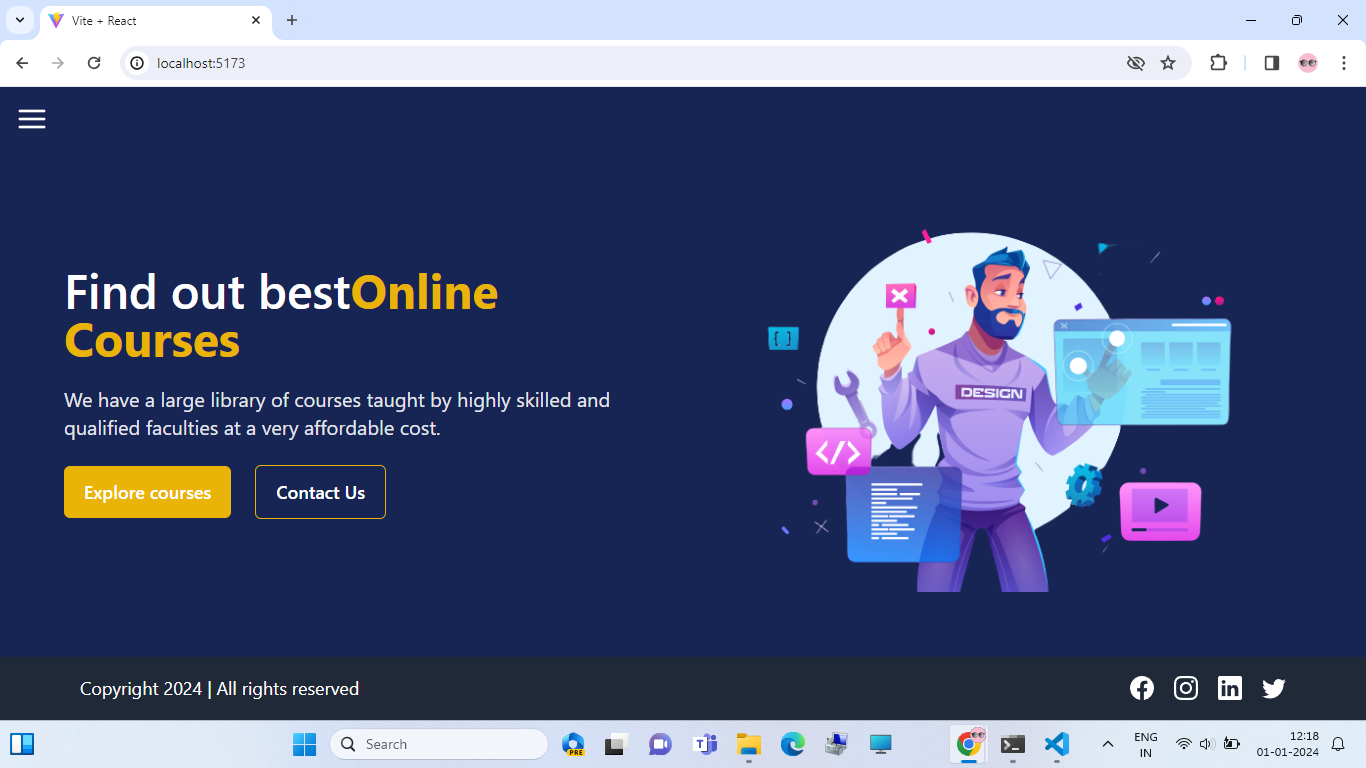 Vite + React
localhost:5173
Find out bestOnline
Courses
We have a large library of courses taught by highly skilled and
qualified faculties at a very affordable cost.
Explore courses
Contact Us
DESIGN
{ }
</>
Copyright 2024 | All rights reserved
Search
PRE
ENG
IN
12:18
01-01-2024